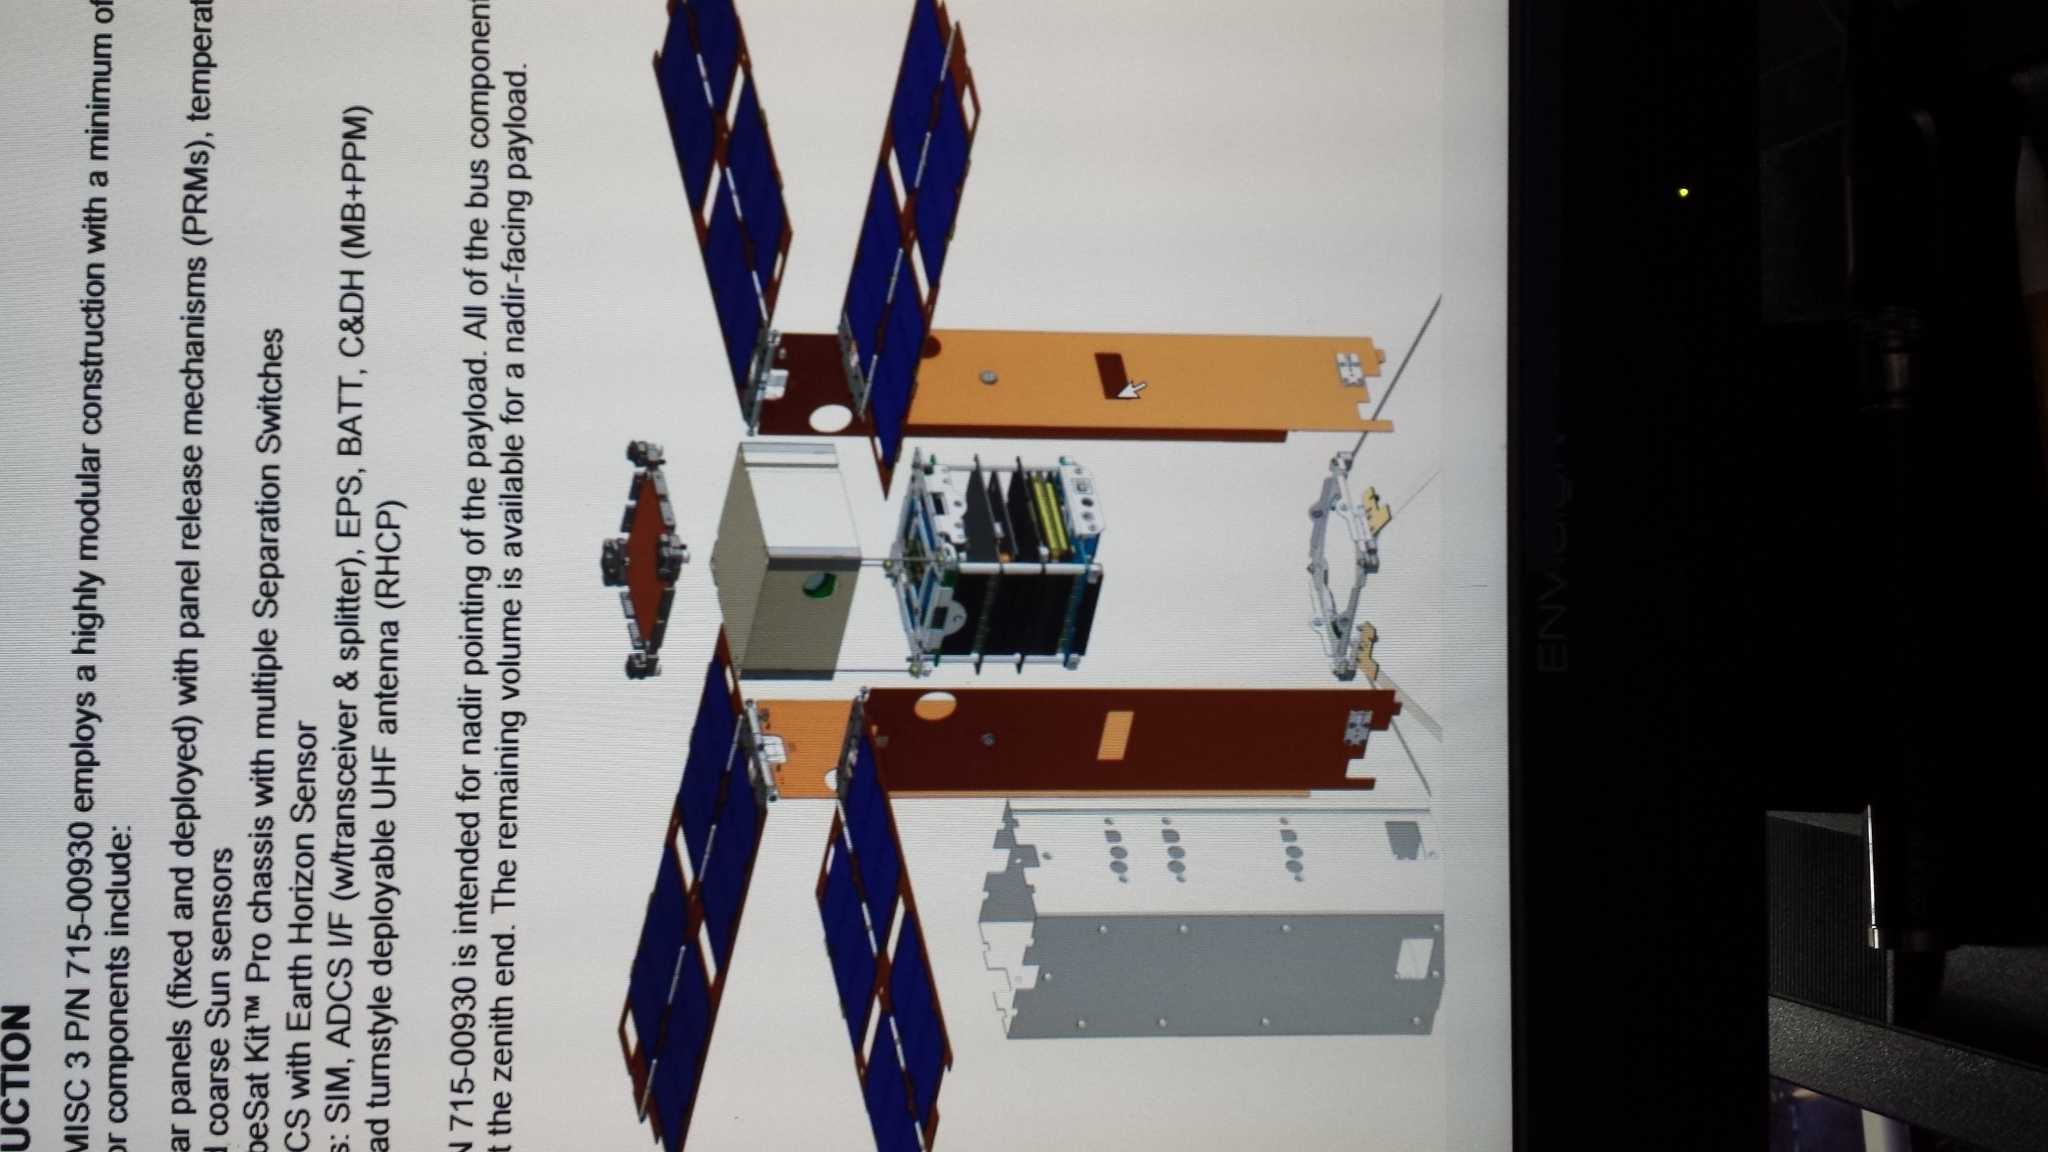 UCTION
MISC 3 P/N 715-00930 employs a highly modular construction with a minimum of
or components include:
ar panels (fixed and deployed) with panel release mechanisms (PRMs), temperat
d coarse Sun sensors
beSat Kit™ Pro chassis with multiple Separation Switches
CS with Earth Horizon Sensor
s: SIM, ADCS I/F (w/transceiver & splitter), EPS, BATT, C&DH (MB+PPM)
ad turnstyle deployable UHF antenna (RHCP)
N 715-00930 is intended for nadir pointing of the payload. All of the bus component
t the zenith end. The remaining volume is available for a nadir-facing payload.
ENVISION